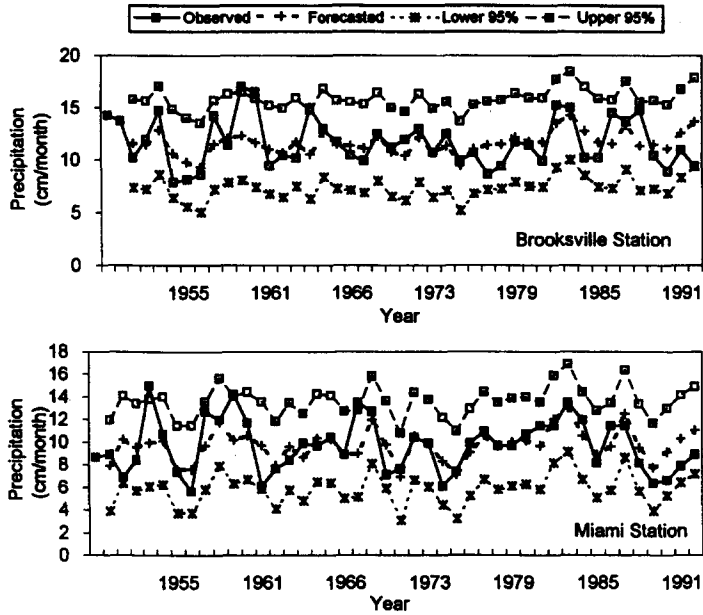 Observed Forecasted Lower 95% Upper 95%
20
15
10
5
0
Precipitation
(cm/month)
Brooksville Station
1955 1961 1966 1973 1979 1985 1991
Year
18
16
14
12
10
8
6
4
2
0
Precipitation
(cm/month)
Miami Station
1955 1961 1966 1973 1979 1985 1991
Year